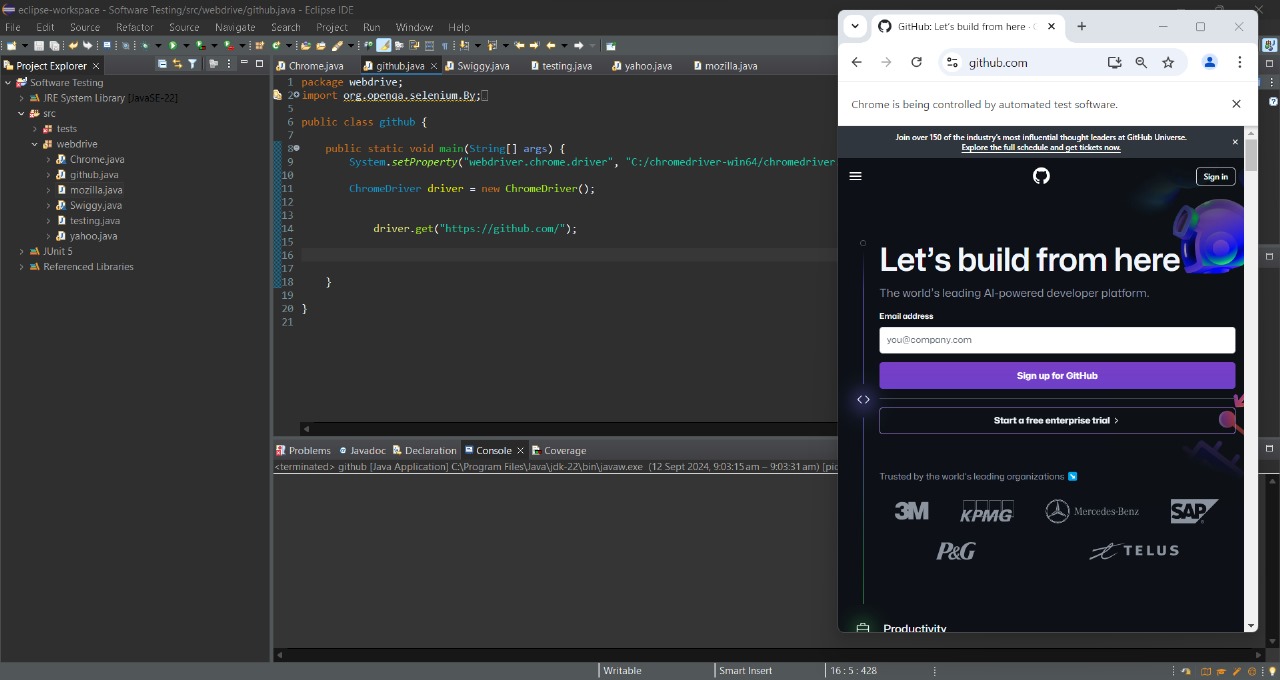 eclipse-workspace - Software Testing/src/webdrive/github.java - Eclipse IDE
File Edit Source Refactor Source Navigate Search Project Run Window Help
Project Explorer
Software Testing
JRE System Library [JavaSE-22]
src
tests
webdrive
Chrome.java
github.java
mozilla.java
Swiggy.java
testing.java
yahoo.java
JUnit 5
Referenced Libraries
Chrome.java github.java Swiggy.java testing.java yahoo.java mozilla.java
1 package webdrive;
2 import org.openqa.selenium.By;
5
6 public class github {
7
8 public static void main(String[] args) {
9 System.setProperty("webdriver.chrome.driver", "C:/chromedriver-win64/chromedriver
10
11 ChromeDriver driver = new ChromeDriver();
12
13
14 driver.get("https://github.com/");
15
16
17
18 }
19
20 }
21
Problems Javadoc Declaration Console Coverage
<terminated> github [Java Application] C:\Program Files\Java\jdk-22\bin\javaw.exe (12 Sept 2024, 9:03:15 am – 9:03:31 am) [pid
Writable Smart Insert 16 : 5 : 428
GitHub: Let's build from here · G
github.com
Chrome is being controlled by automated test software.
Join over 150 of the industry's most influential thought leaders at GitHub Universe.
Explore the full schedule and get tickets now.
Sign in
Let's build from here
The world's leading AI-powered developer platform.
Email address
you@company.com
Sign up for GitHub
Start a free enterprise trial
Trusted by the world's leading organizations
3M KPMG Mercedes-Benz SAP
P&G TELUS
Productivity